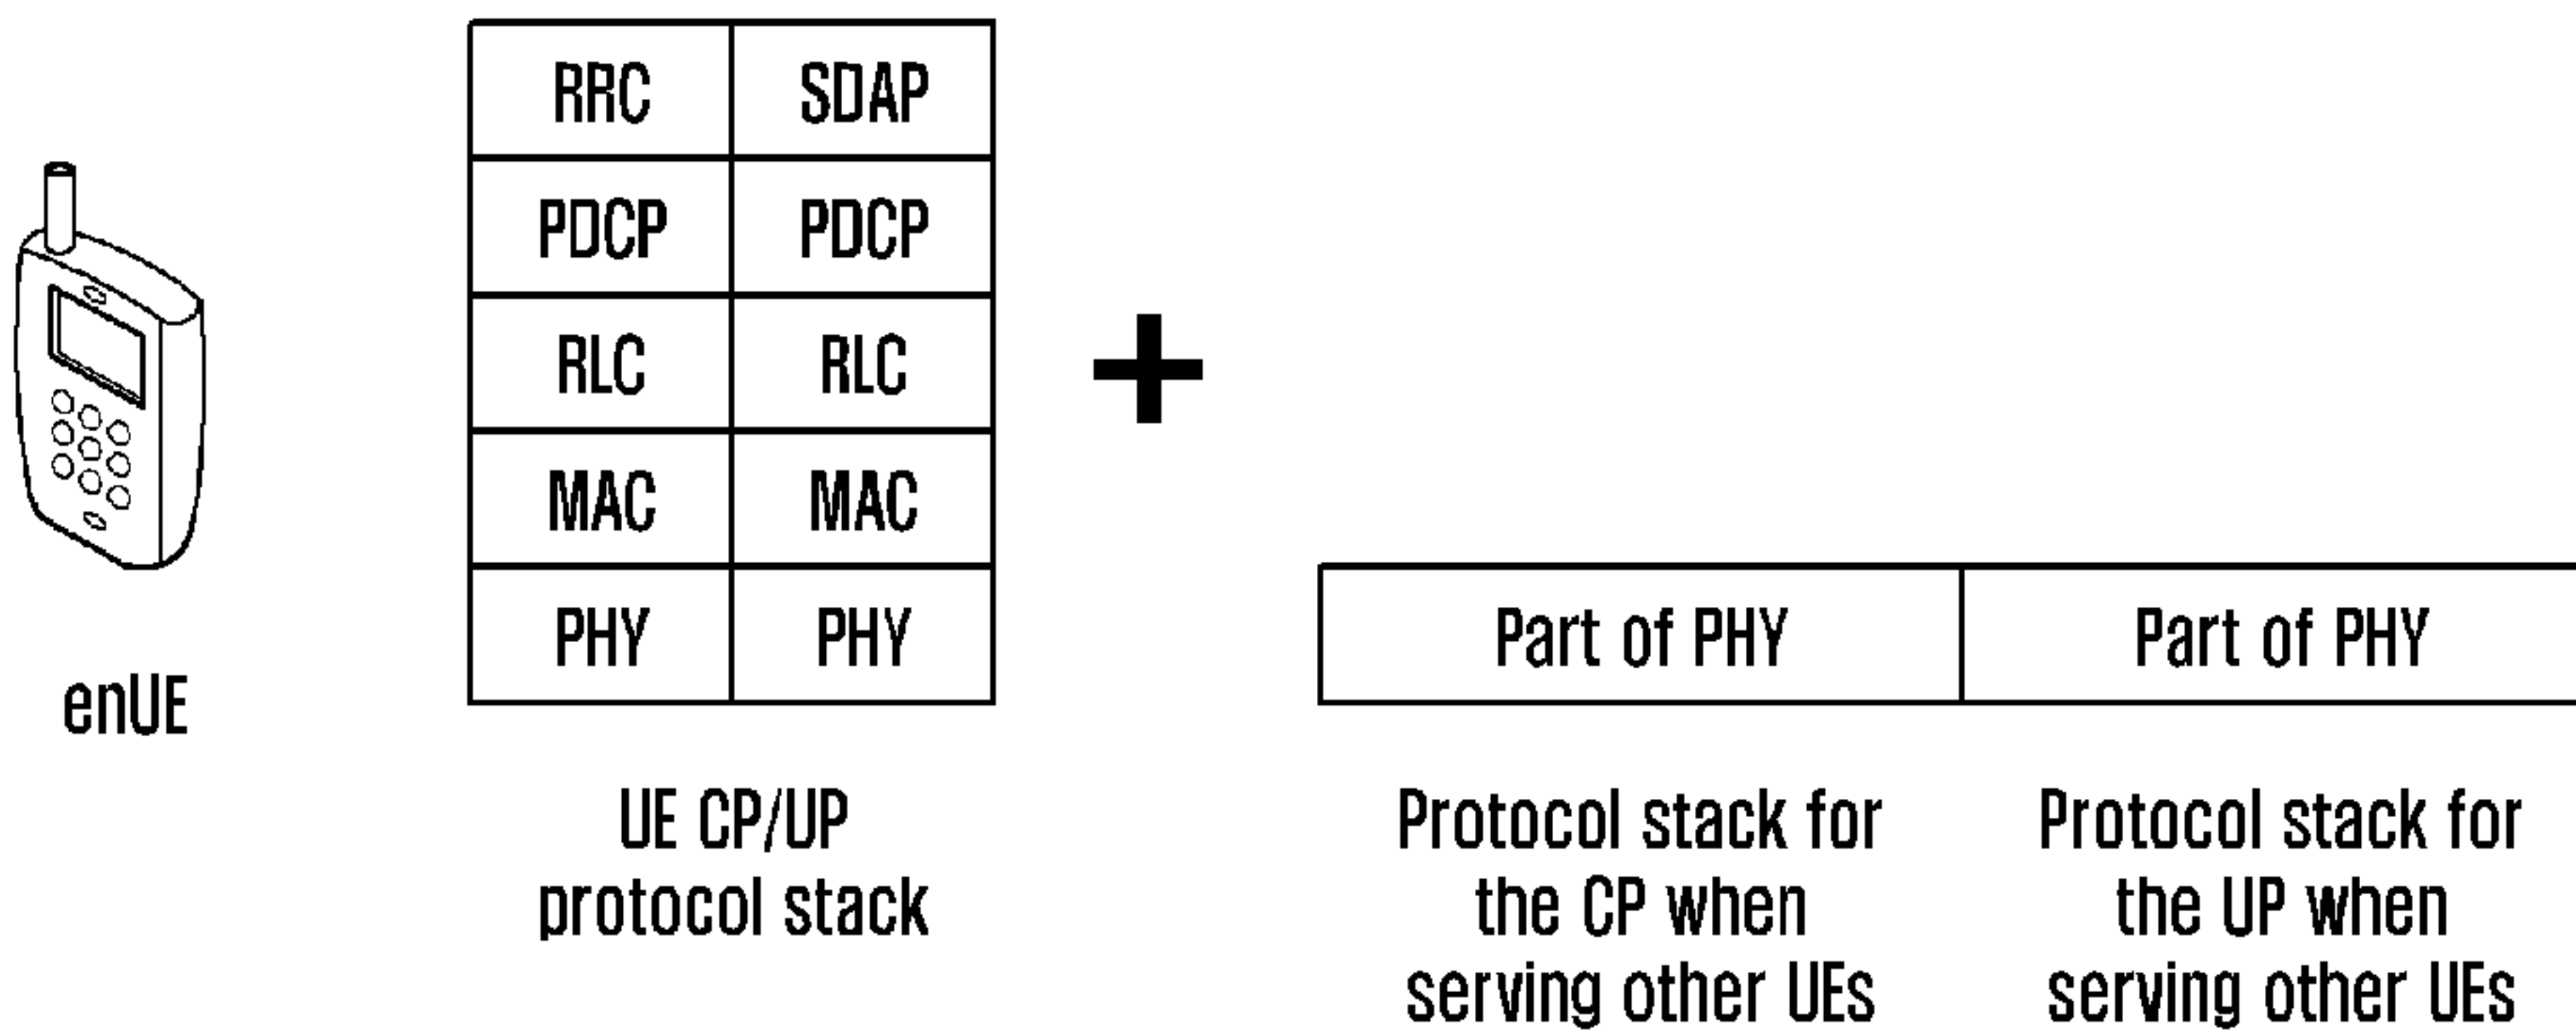 RRC SDAP
PDCP PDCP
RLC RLC
MAC MAC
PHY PHY
+
Part of PHY Part of PHY
enUE
UE CP/UP
protocol stack
Protocol stack for
the CP when
serving other UEs
Protocol stack for
the UP when
serving other UEs